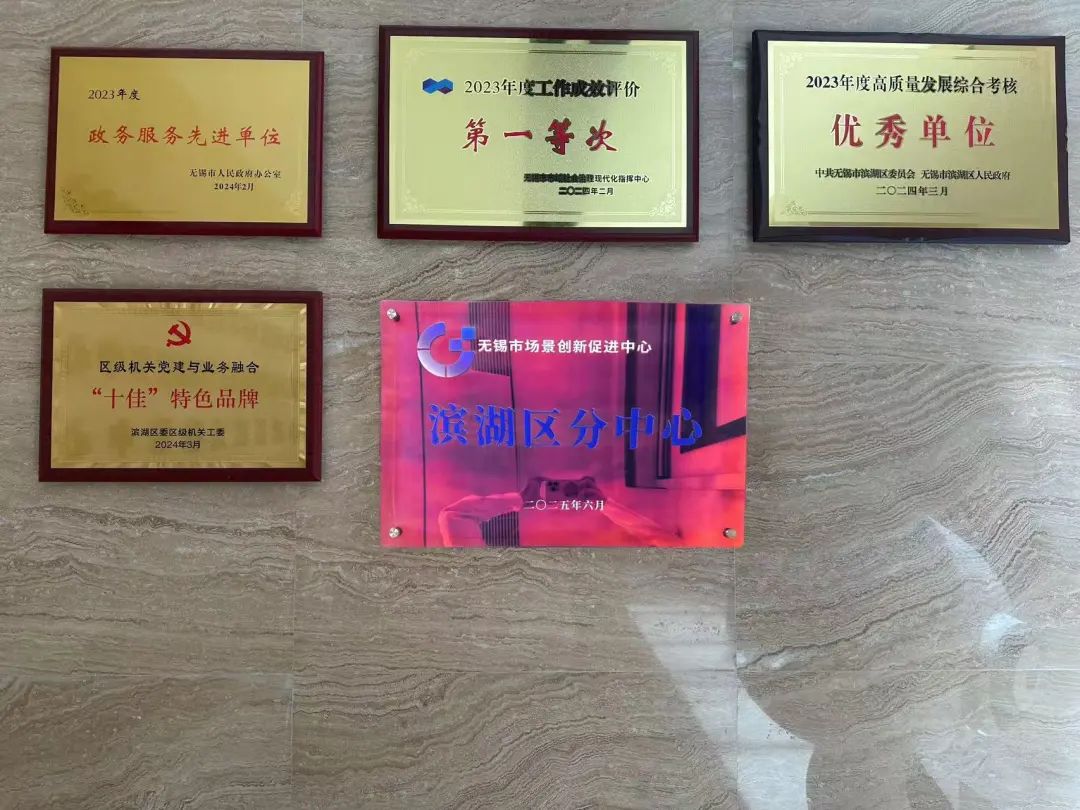 2023年度
政务服务先进单位
无锡市人民政府办公室
2024年2月
2023年度工作成效评价
第一等次
无锡市市域社会治理现代化指挥中心
二〇二四年二月
2023年度高质量发展综合考核
优秀单位
中共无锡市滨湖区委员会 无锡市滨湖区人民政府
二〇二四年三月
区级机关党建与业务融合
“十佳”特色品牌
滨湖区委区级机关工委
2024年3月
无锡市场景创新促进中心
滨湖区分中心
二〇二五年六月